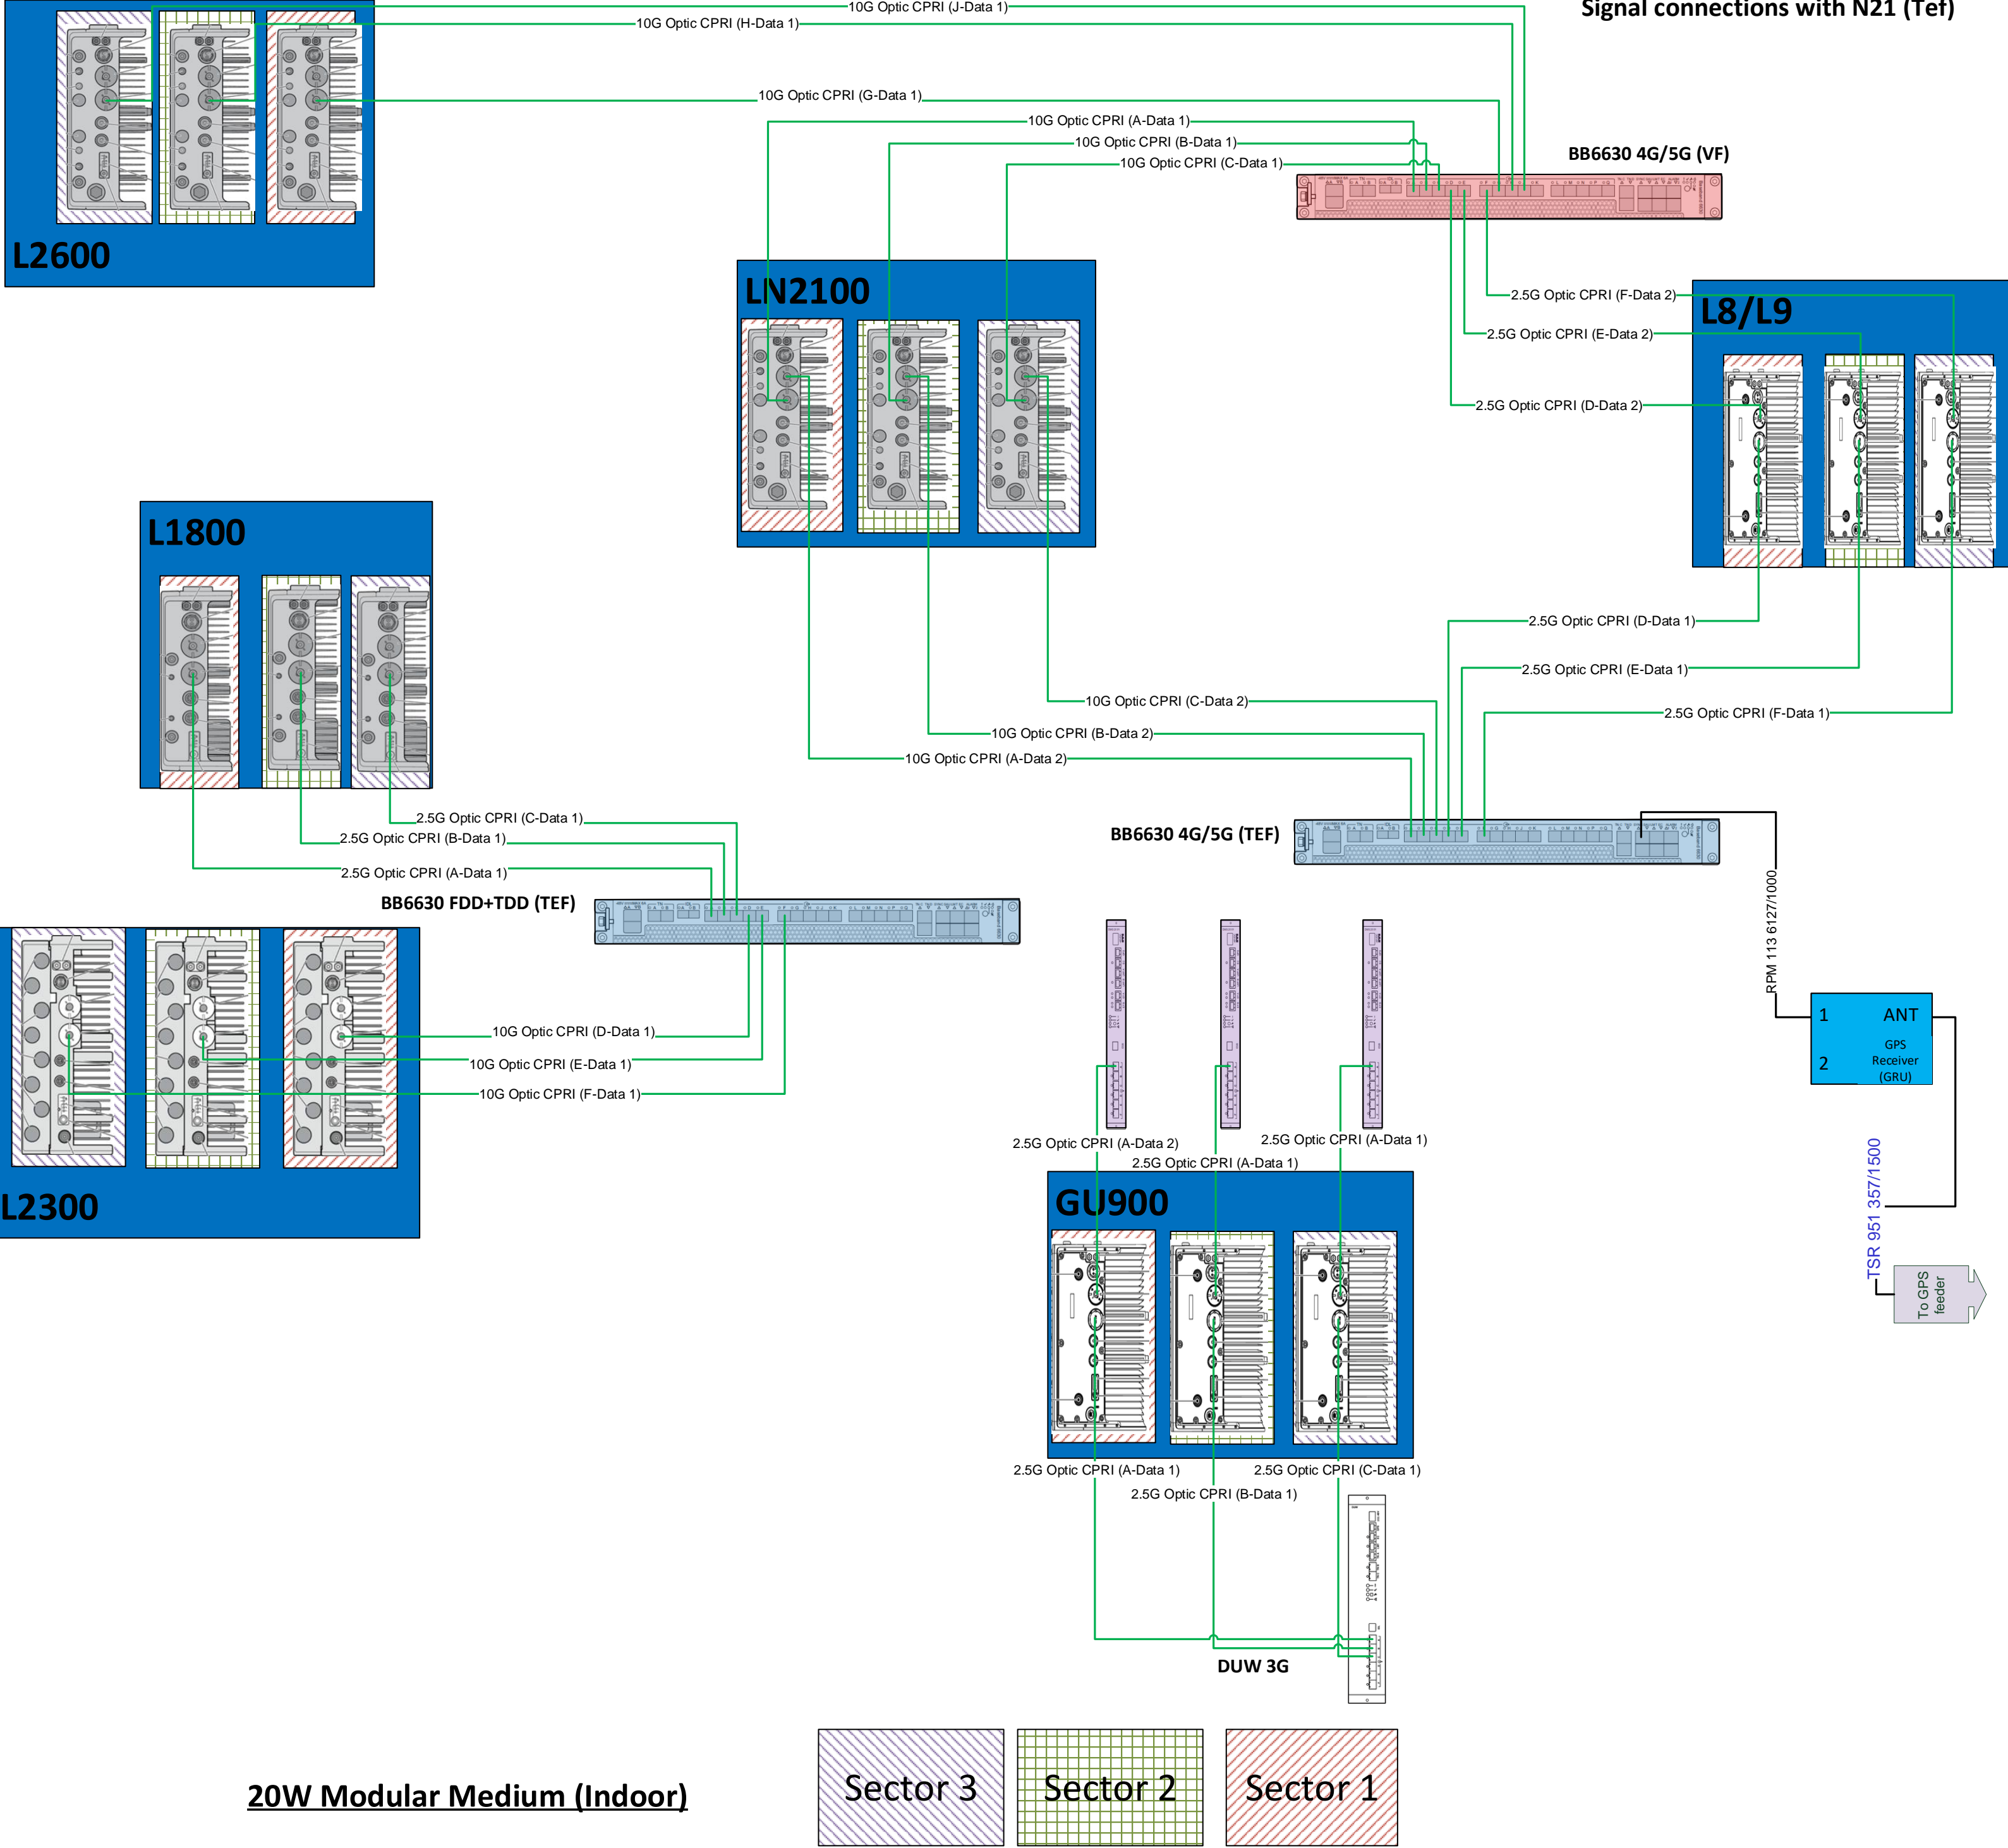 Signal connections with N21 (Tef)
10G Optic CPRI (J-Data 1)
10G Optic CPRI (H-Data 1)
10G Optic CPRI (G-Data 1)
10G Optic CPRI (A-Data 1)
10G Optic CPRI (B-Data 1)
10G Optic CPRI (C-Data 1)
BB6630 4G/5G (VF)
L2600
LN2100
L8/L9
2.5G Optic CPRI (F-Data 2)
2.5G Optic CPRI (E-Data 2)
2.5G Optic CPRI (D-Data 2)
L1800
2.5G Optic CPRI (D-Data 1)
2.5G Optic CPRI (E-Data 1)
2.5G Optic CPRI (F-Data 1)
10G Optic CPRI (C-Data 2)
10G Optic CPRI (B-Data 2)
10G Optic CPRI (A-Data 2)
2.5G Optic CPRI (C-Data 1)
2.5G Optic CPRI (B-Data 1)
2.5G Optic CPRI (A-Data 1)
BB6630 4G/5G (TEF)
BB6630 FDD+TDD (TEF)
RPM 113 6127/1000
10G Optic CPRI (D-Data 1)
10G Optic CPRI (E-Data 1)
10G Optic CPRI (F-Data 1)
L2300
1
ANT
2
GPS
Receiver
(GRU)
2.5G Optic CPRI (A-Data 2)
2.5G Optic CPRI (A-Data 1)
2.5G Optic CPRI (A-Data 1)
GU900
TSR 951 357/1500
To GPS
feeder
2.5G Optic CPRI (A-Data 1)
2.5G Optic CPRI (B-Data 1)
2.5G Optic CPRI (C-Data 1)
DUW 3G
20W Modular Medium (Indoor)
Sector 3
Sector 2
Sector 1